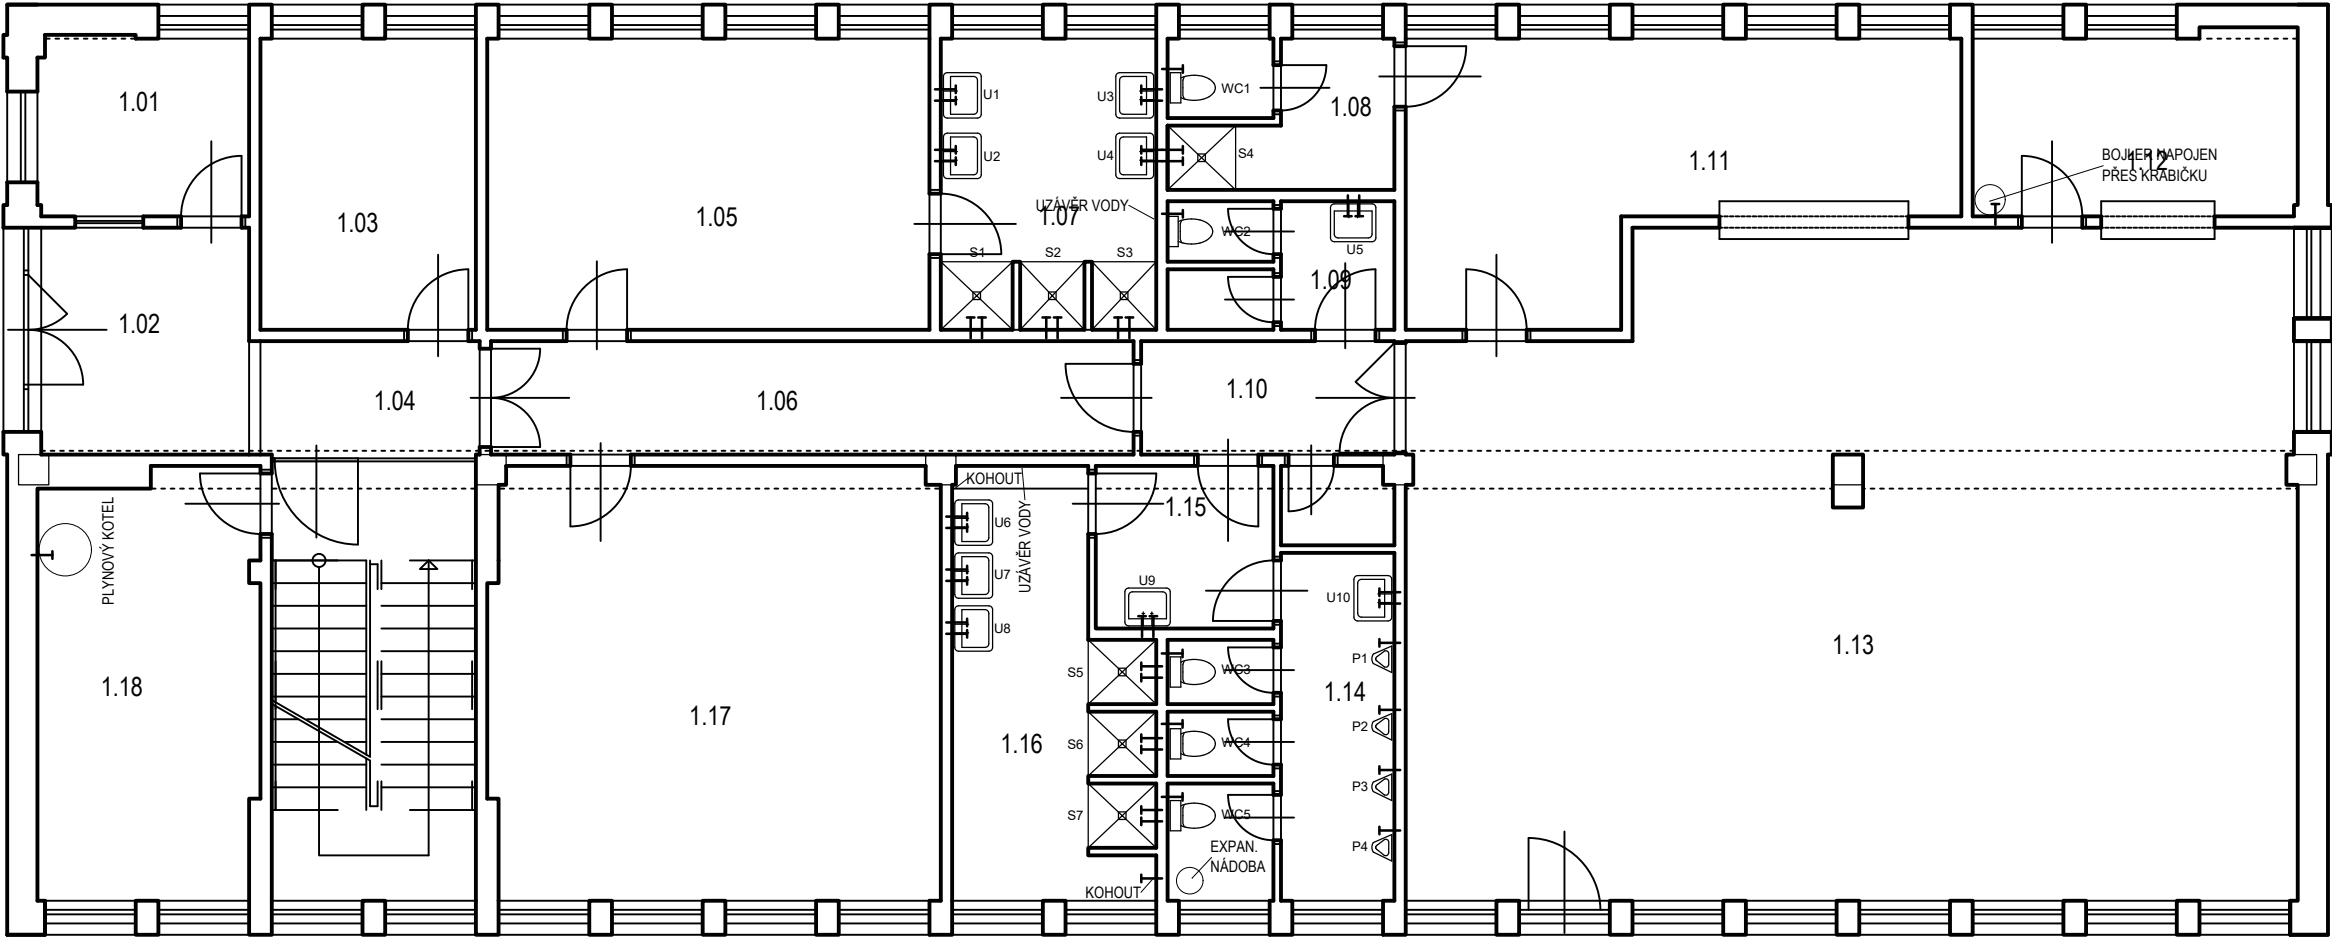 1.01
1.03
1.05
U1
U2
U3
U4
UZÁVĚR VODY
1.07
S1
S2
S3
WC1
1.08
S4
WC2
U5
1.09
1.11
BOJLER NAPOJEN
PŘES KRABIČKU
1.12
1.02
1.04
1.06
1.10
PLYNOVÝ KOTEL
1.18
1.17
KOHOUT
UZÁVĚR VODY
U6
U7
U8
1.15
U9
U10
S5
S6
S7
1.16
WC3
WC4
WC5
1.14
P1
P2
P3
P4
EXPAN.
NÁDOBA
KOHOUT
1.13